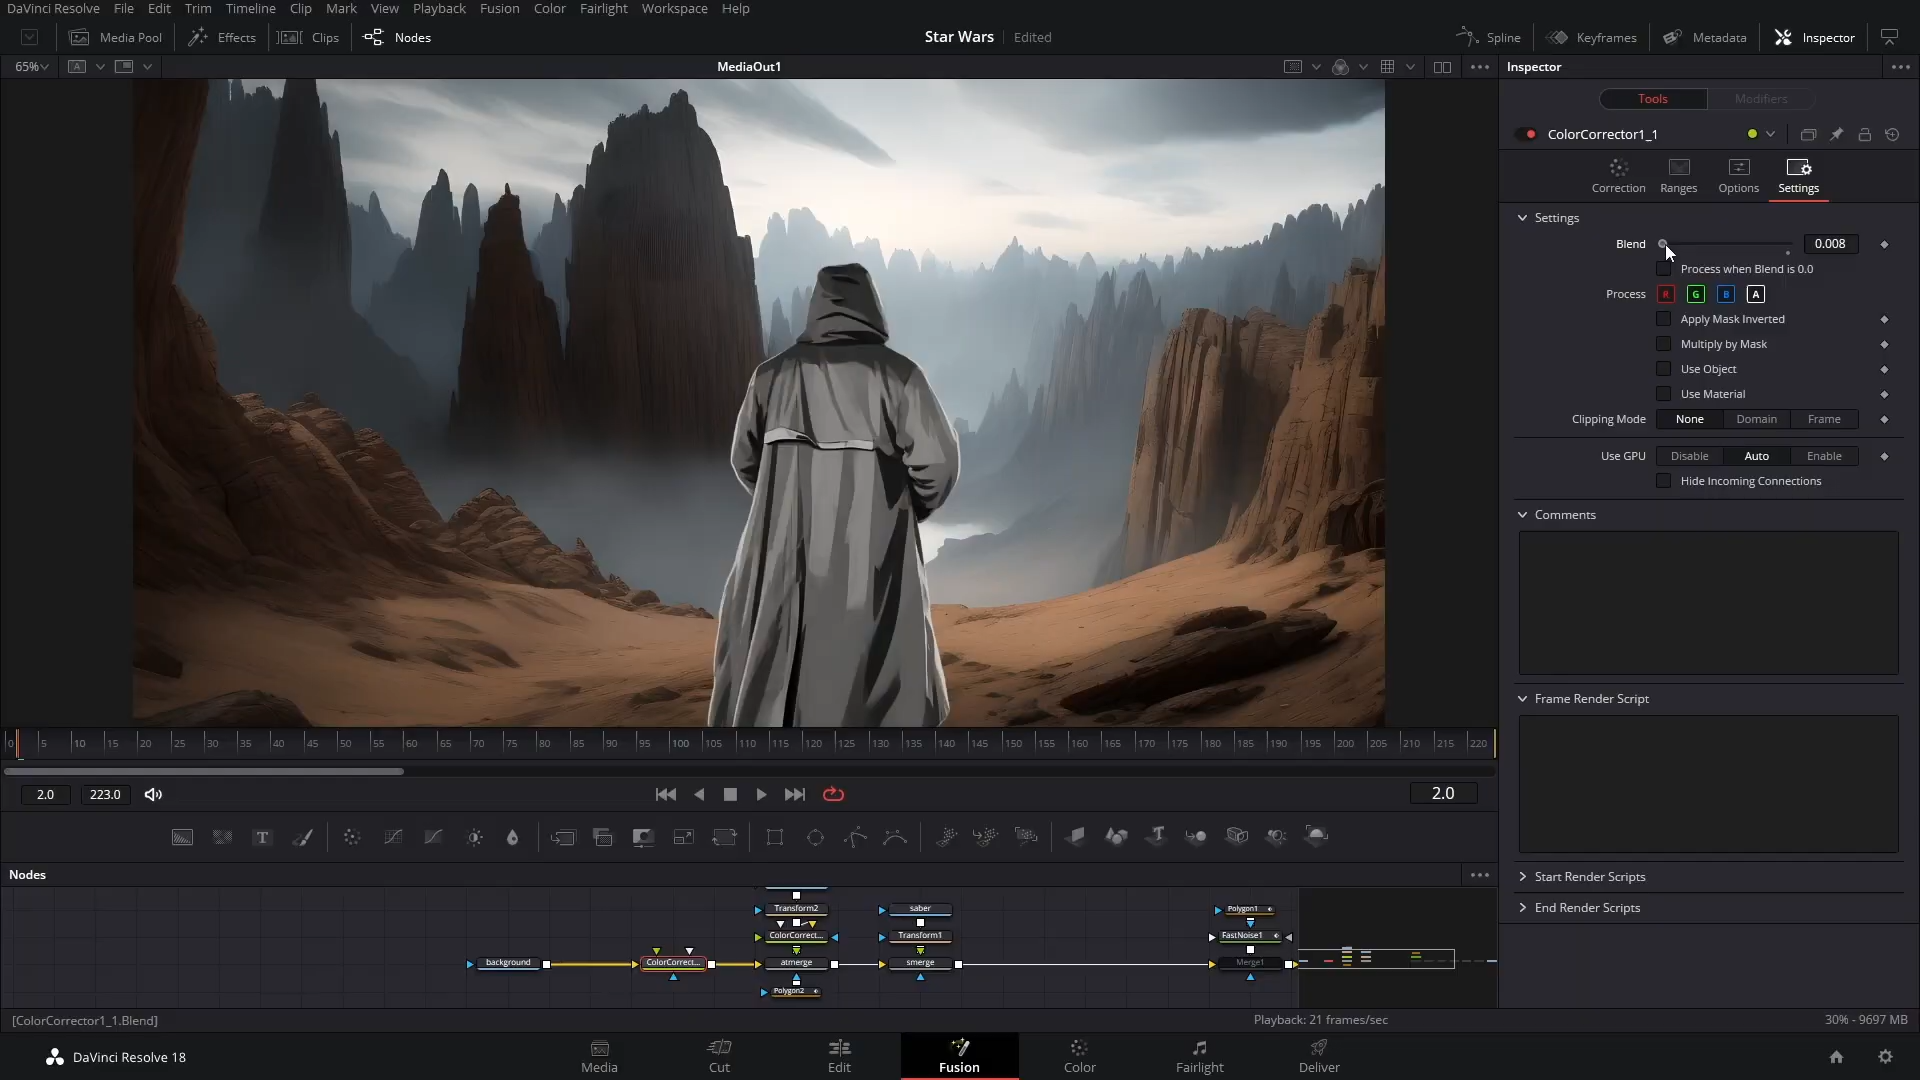 DaVinci Resolve File Edit Trim Timeline Clip Mark View Playback Fusion Color Fairlight Workspace Help
Media Pool Effects Clips Nodes Star Wars Edited Spline Keyframes Metadata Inspector
65% A MediaOut1 Inspector
Tools Modifiers
ColorCorrector1_1
Correction Ranges Options Settings
Settings
Blend 0.008
Process when Blend is 0.0
Process R G B A
Apply Mask Inverted
Multiply by Mask
Use Object
Use Material
Clipping Mode None Domain Frame
Use GPU Disable Auto Enable
Hide Incoming Connections
Comments
Frame Render Script
Start Render Scripts
End Render Scripts
0 5 10 15 20 25 30 35 40 45 50 55 60 65 70 75 80 85 90 95 100 105 110 115 120 125 130 135 140 145 150 155 160 165 170 175 180 185 190 195 200 205 210 215 220
2.0 223.0 2.0
T
Nodes
Transform2 saber Polygon1
ColorCorrect... Transform1 FastNoise1
background ColorCorrect... atmerge smerge Merge1
Polygon2
[ColorCorrector1_1.Blend] Playback: 21 frames/sec 30% - 9697 MB
DaVinci Resolve 18 Media Cut Edit Fusion Color Fairlight Deliver